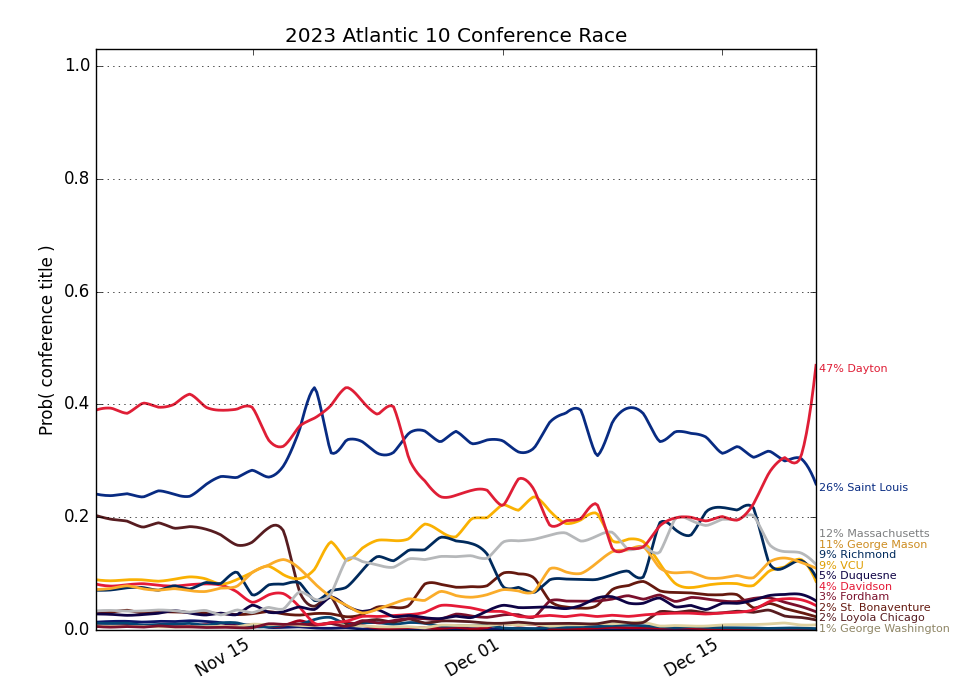 2023 Atlantic 10 Conference Race
1.0
0.8
0.6
0.4
0.2
0.0
Prob( conference title )
Nov 15
Dec 01
Dec 15
47% Dayton
26% Saint Louis
12% Massachusetts
11% George Mason
9% Richmond
9% VCU
5% Duquesne
4% Davidson
3% Fordham
2% St. Bonaventure
2% Loyola Chicago
1% George Washington